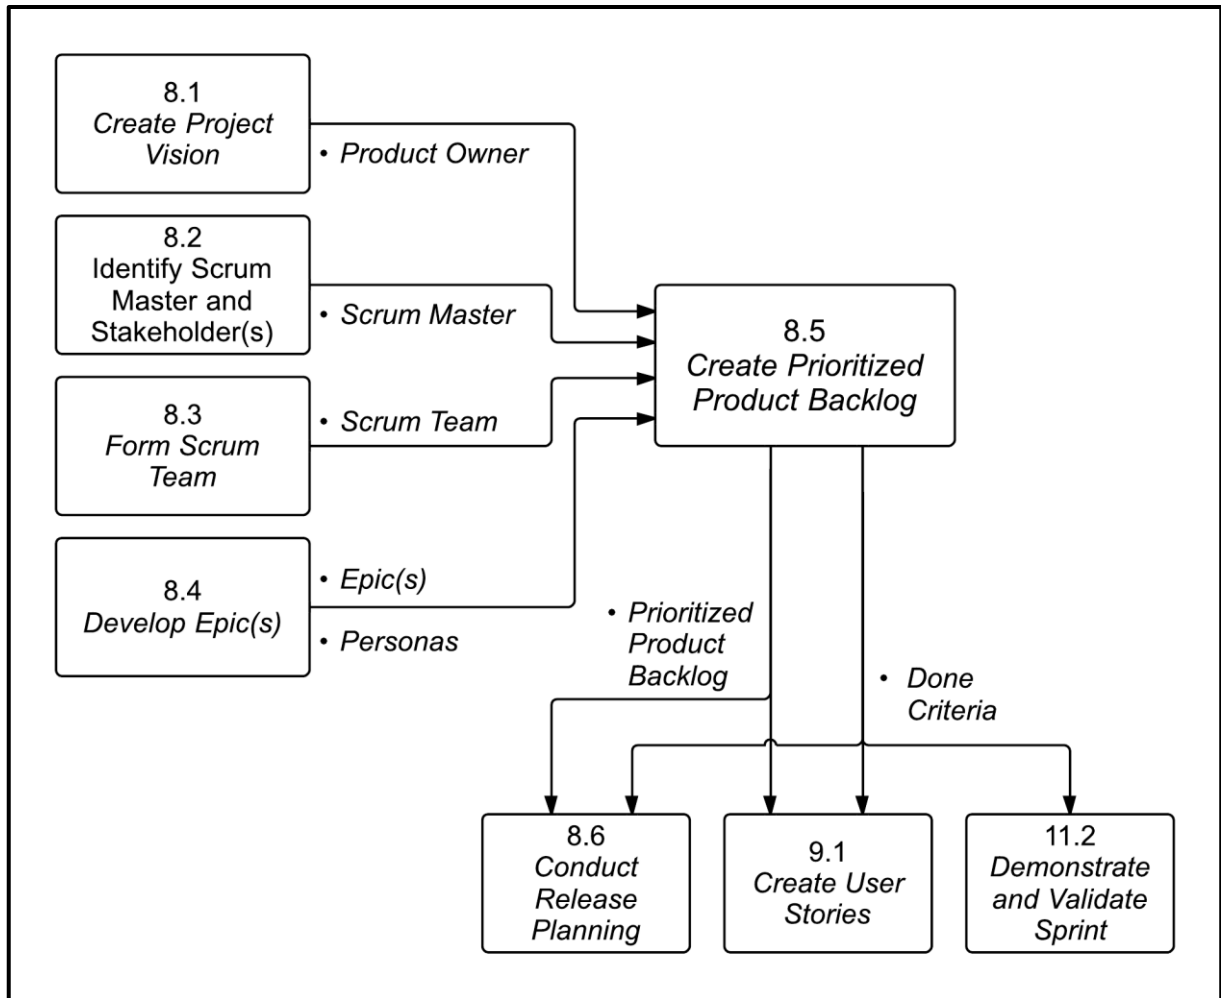 8.1
Create Project
Vision
• Product Owner
8.2
Identify Scrum
Master and
Stakeholder(s)
• Scrum Master
8.3
Form Scrum
Team
• Scrum Team
8.4
Develop Epic(s)
• Epic(s)
• Personas
8.5
Create Prioritized
Product Backlog
• Prioritized
Product
Backlog
• Done
Criteria
8.6
Conduct
Release
Planning
9.1
Create User
Stories
11.2
Demonstrate
and Validate
Sprint